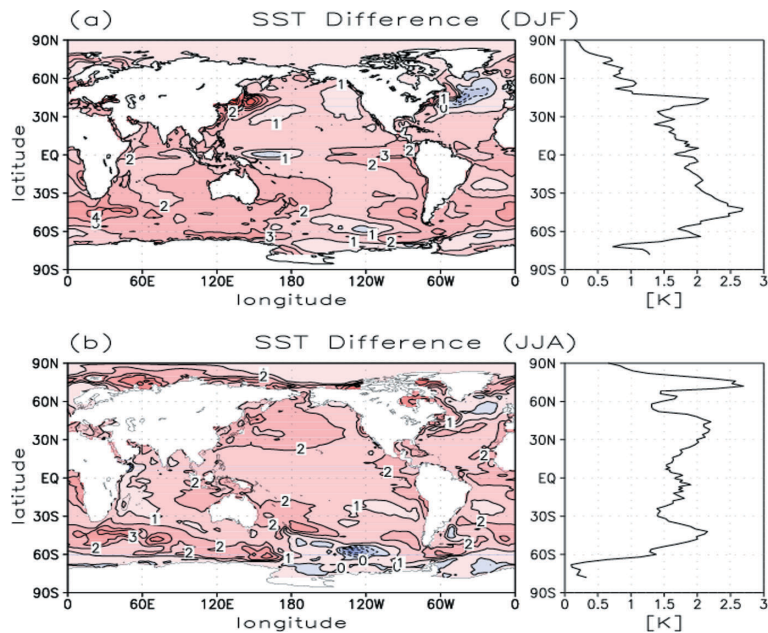 (a) SST Difference (DJF)
90N
60N
30N
EQ
30S
60S
90S
latitude
0 60E 120E 180 120W 60W 0
longitude
0 0.5 1 1.5 2 2.5 3
[K]
2 1 1 0
2 1 3 2 2
2 2 2
4 3 3 1 1 1 2
(b) SST Difference (JJA)
90N
60N
30N
EQ
30S
60S
90S
latitude
0 60E 120E 180 120W 60W 0
longitude
0 0.5 1 1.5 2 2.5 3
[K]
2
1
2 2 2
2 2
1 2 1 2 2
3 2 2 2 2 1 0 0 1 0 2